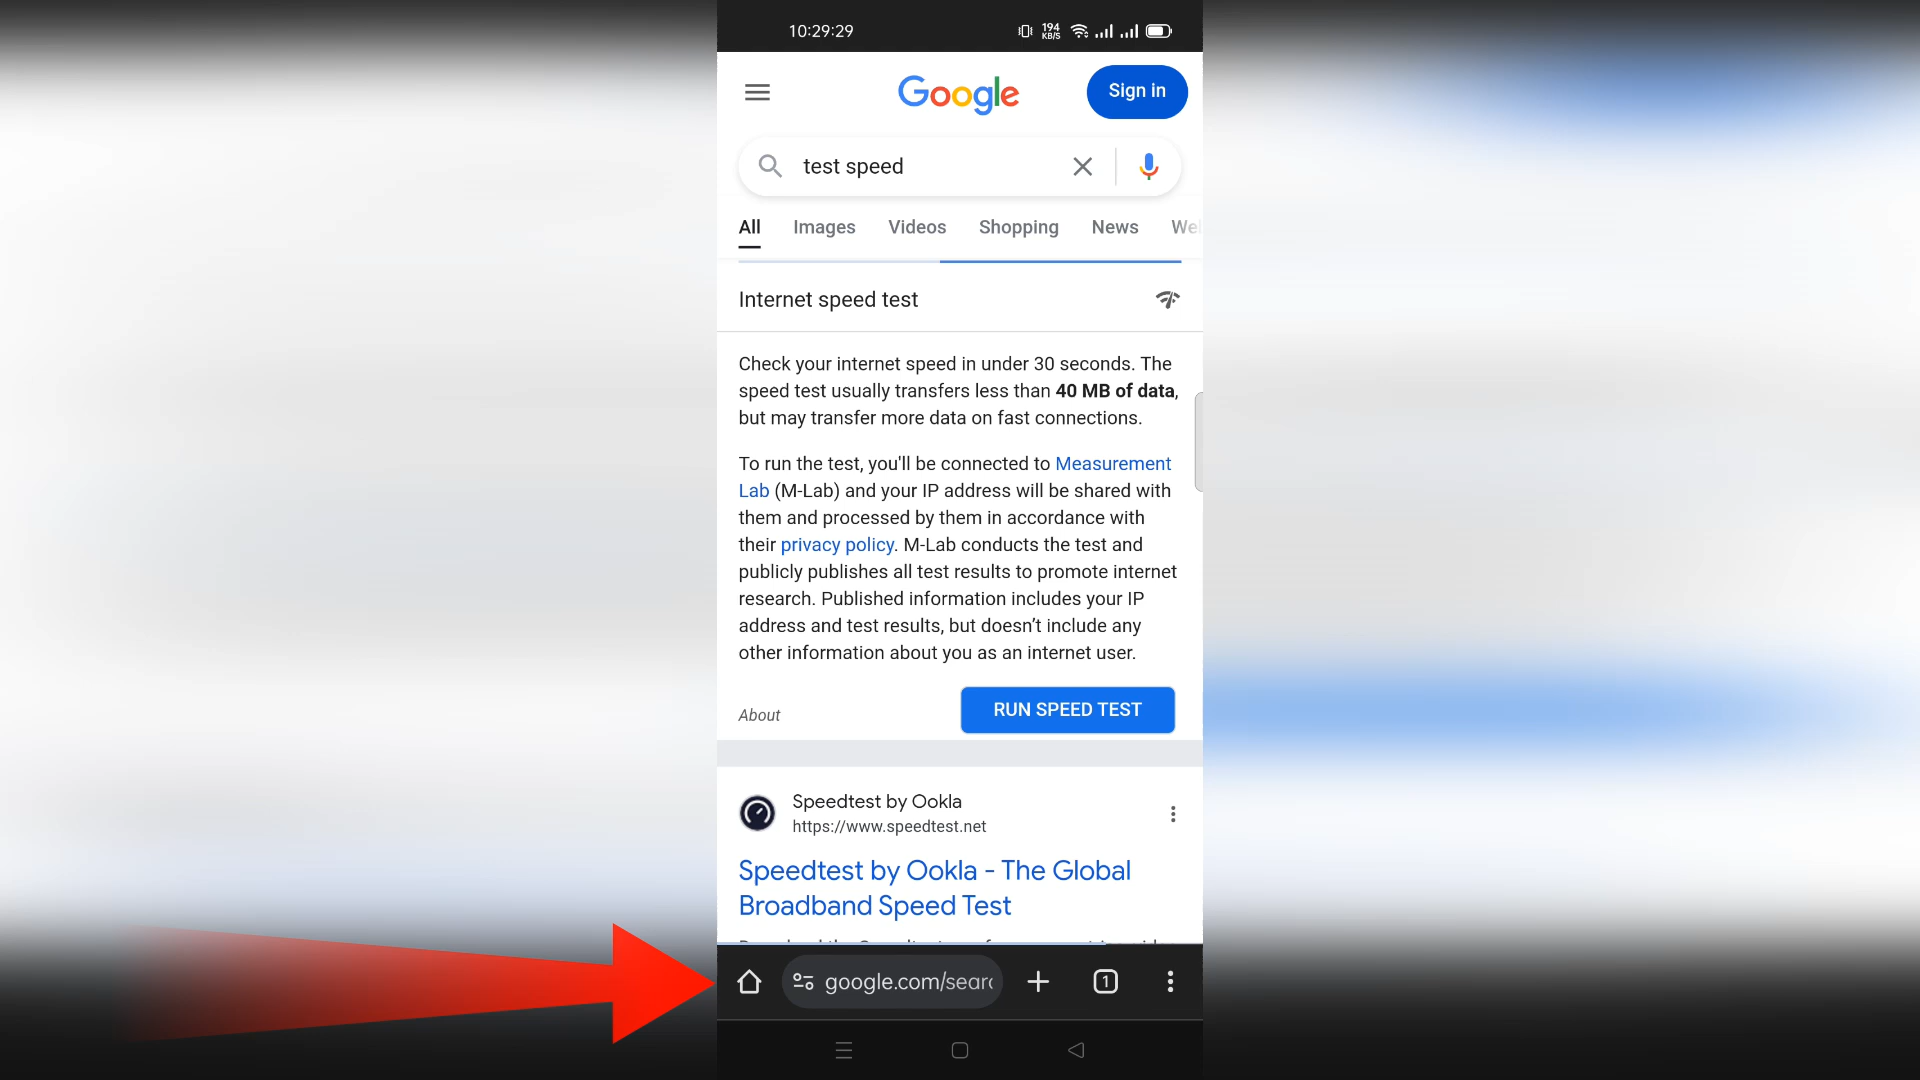 10:29:29
194
KB/S
Google
Sign in
test speed
All Images Videos Shopping News
Internet speed test
Check your internet speed in under 30 seconds. The
speed test usually transfers less than 40 MB of data,
but may transfer more data on fast connections.
To run the test, you'll be connected to Measurement
Lab (M-Lab) and your IP address will be shared with
them and processed by them in accordance with
their privacy policy. M-Lab conducts the test and
publicly publishes all test results to promote internet
research. Published information includes your IP
address and test results, but doesn’t include any
other information about you as an internet user.
About
RUN SPEED TEST
Speedtest by Ookla
https://www.speedtest.net
Speedtest by Ookla - The Global
Broadband Speed Test
google.com/sear
1